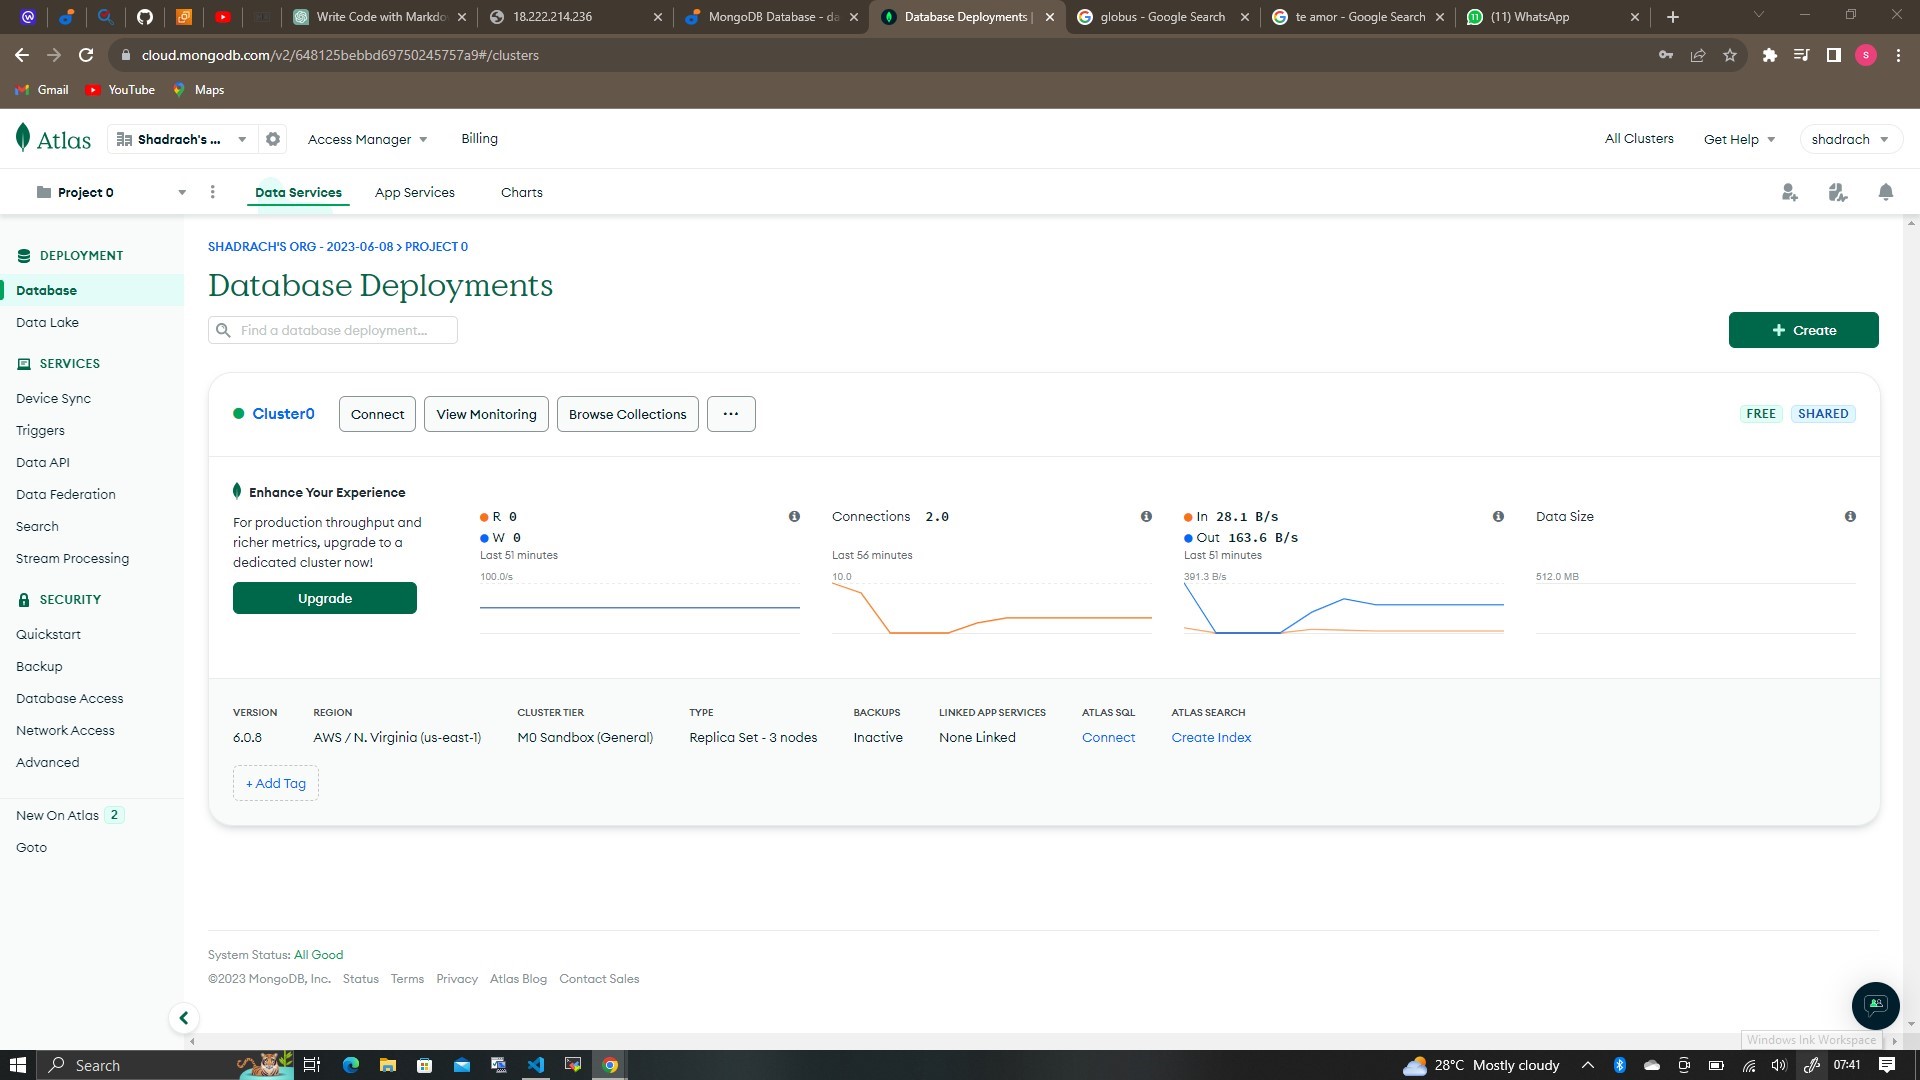 Write Code with Markdo
18.222.214.236
MongoDB Database - da
Database Deployments |
globus - Google Search
te amor - Google Search
(11) WhatsApp
cloud.mongodb.com/v2/648125bebbd69750245757a9#/clusters
S
Gmail
YouTube
Maps
Atlas
Shadrach's ...
Access Manager
Billing
All Clusters
Get Help
shadrach
Project 0
Data Services
App Services
Charts
DEPLOYMENT
Database
Data Lake
SERVICES
Device Sync
Triggers
Data API
Data Federation
Search
Stream Processing
SECURITY
Quickstart
Backup
Database Access
Network Access
Advanced
New On Atlas 2
Goto
SHADRACH'S ORG - 2023-06-08 > PROJECT 0
Database Deployments
Find a database deployment...
+ Create
Cluster0
Connect
View Monitoring
Browse Collections
...
FREE
SHARED
Enhance Your Experience
For production throughput and
richer metrics, upgrade to a
dedicated cluster now!
Upgrade
R 0
W 0
Last 51 minutes
100.0/s
Connections 2.0
Last 56 minutes
10.0
In 28.1 B/s
Out 163.6 B/s
Last 51 minutes
391.3 B/s
Data Size
512.0 MB
VERSION
6.0.8
REGION
AWS / N. Virginia (us-east-1)
CLUSTER TIER
M0 Sandbox (General)
TYPE
Replica Set - 3 nodes
BACKUPS
Inactive
LINKED APP SERVICES
None Linked
ATLAS SQL
Connect
ATLAS SEARCH
Create Index
+ Add Tag
System Status: All Good
©2023 MongoDB, Inc. Status Terms Privacy Atlas Blog Contact Sales
Windows Ink Workspace
Search
28°C Mostly cloudy
07:41